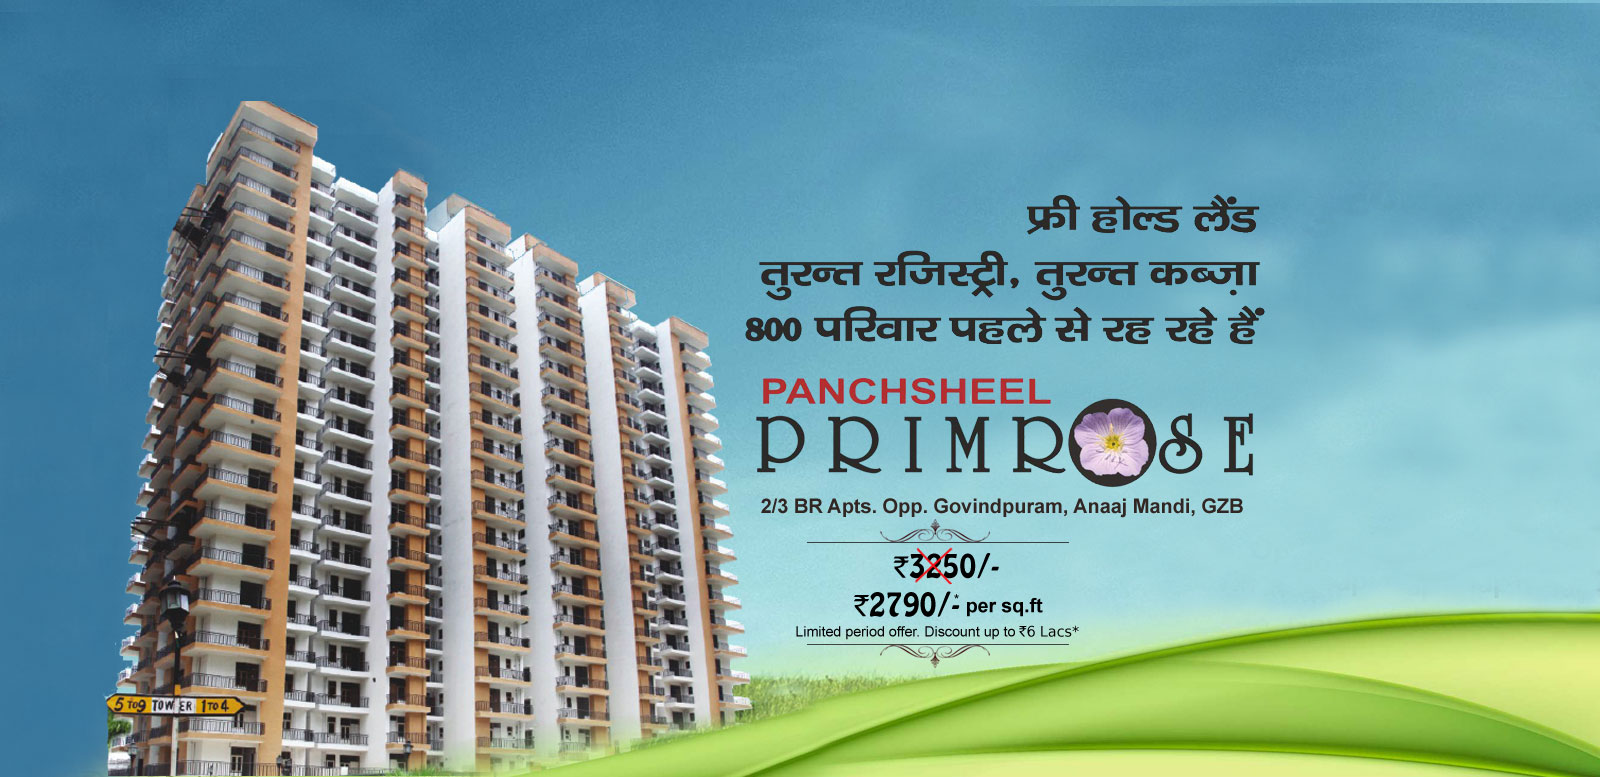 फ्री होल्ड लैंड
तुरन्त रजिस्ट्री, तुरन्त कब्ज़ा
800 परिवार पहले से रह रहे हैं
PANCHSHEEL
PRIMROSE
2/3 BR Apts. Opp. Govindpuram, Anaaj Mandi, GZB
₹3250/-
₹2790/-* per sq.ft
Limited period offer. Discount up to ₹6 Lacs*
5 TO 9 TOWER 1 TO 4